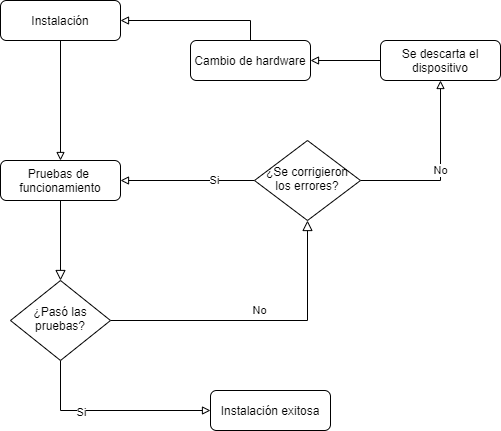 Instalación
Cambio de hardware
Se descarta el
dispositivo
Pruebas de
funcionamiento
Si
¿Se corrigieron
los errores?
No
¿Pasó las
pruebas?
No
Si
Instalación exitosa